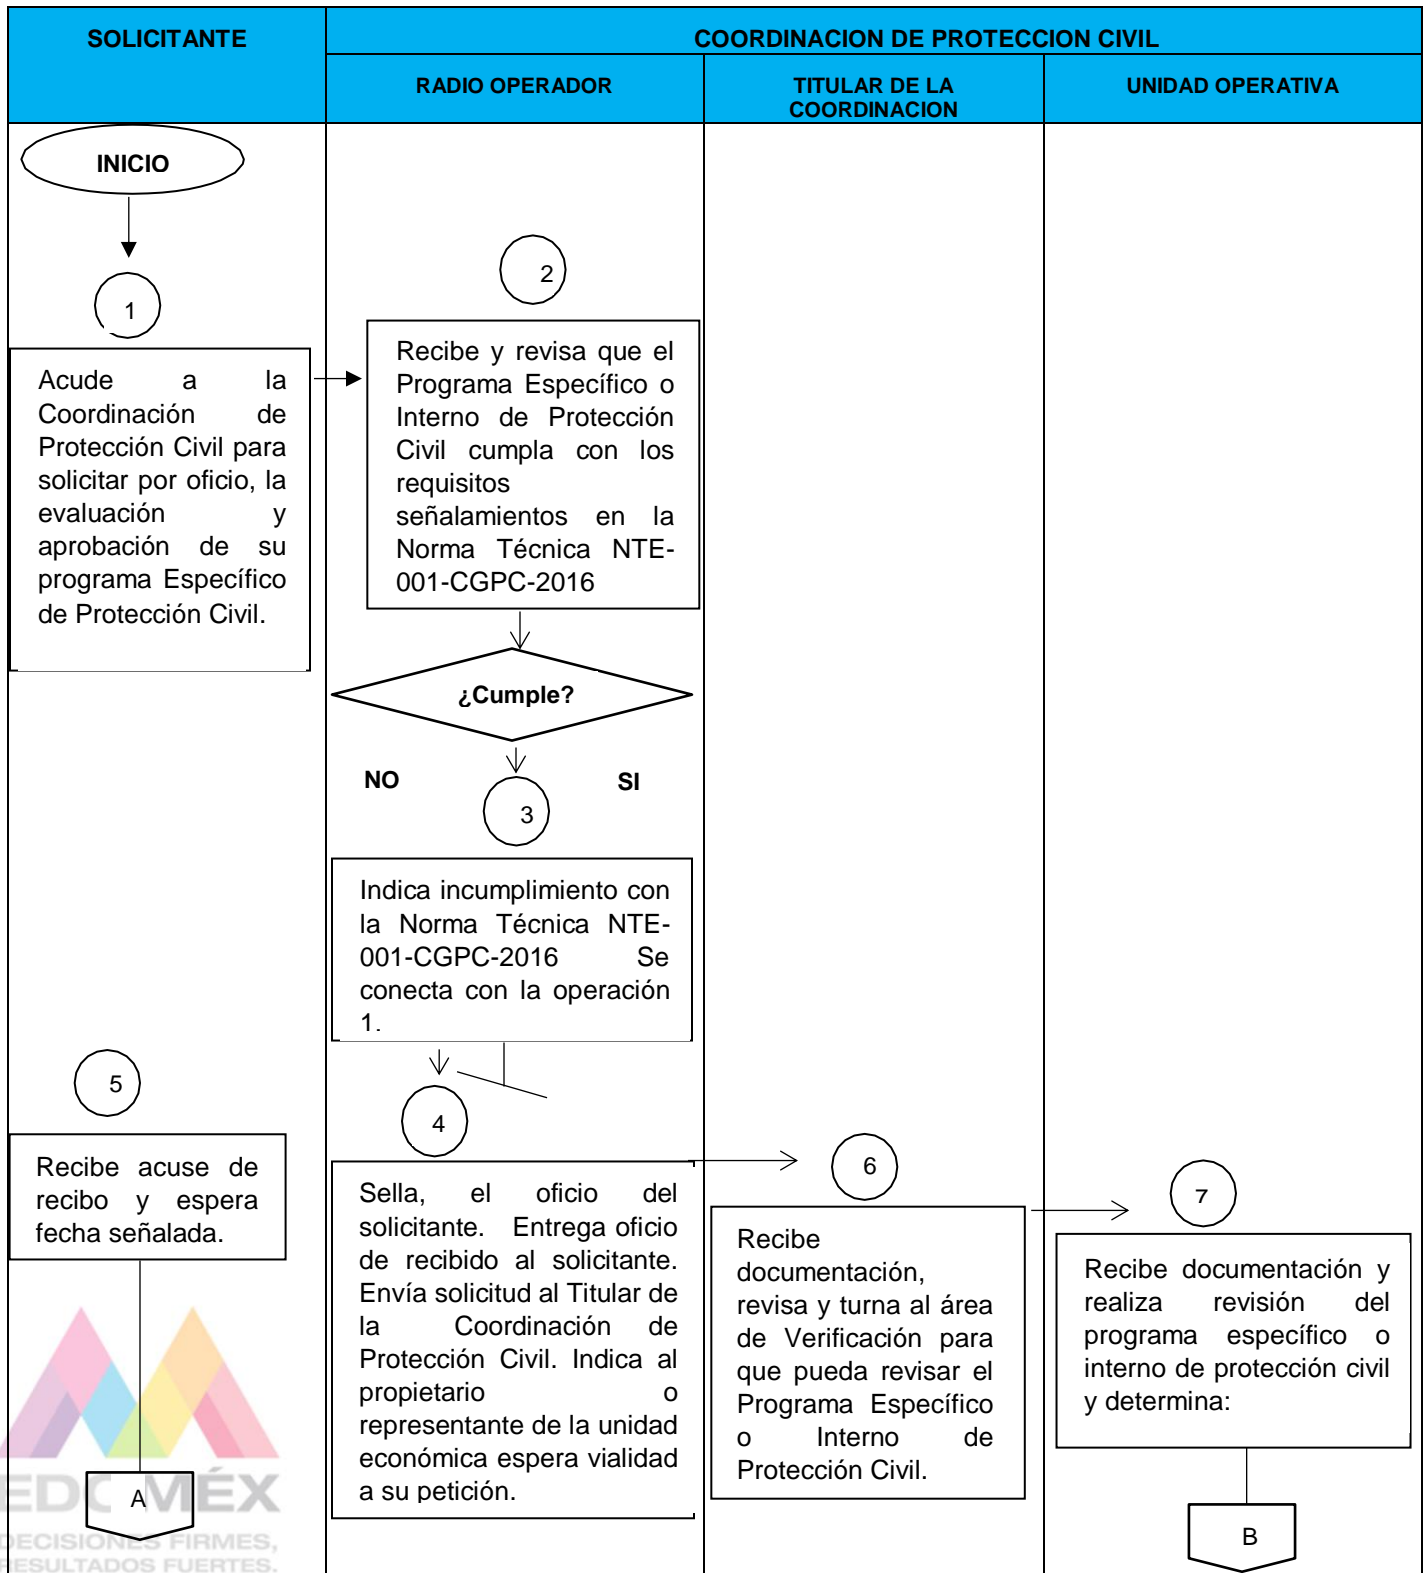 SOLICITANTE
COORDINACION DE PROTECCION CIVIL
RADIO OPERADOR
TITULAR DE LA
COORDINACION
UNIDAD OPERATIVA
INICIO
1
Acude a la
Coordinación de
Protección Civil para
solicitar por oficio, la
evaluación y
aprobación de su
programa Específico
de Protección Civil.
2
Recibe y revisa que el
Programa Específico o
Interno de Protección
Civil cumpla con los
requisitos
señalamientos en la
Norma Técnica NTE-
001-CGPC-2016
¿Cumple?
NO
SI
3
Indica incumplimiento con
la Norma Técnica NTE-
001-CGPC-2016 Se
conecta con la operación
1.
4
Sella, el oficio del
solicitante. Entrega oficio
de recibido al solicitante.
Envía solicitud al Titular de
la Coordinación de
Protección Civil. Indica al
propietario o
representante de la unidad
económica espera vialidad
a su petición.
5
Recibe acuse de
recibo y espera
fecha señalada.
A
6
Recibe
documentación,
revisa y turna al área
de Verificación para
que pueda revisar el
Programa Específico
o Interno de
Protección Civil.
7
Recibe documentación y
realiza revisión del
programa específico o
interno de protección civil
y determina:
B
EDOMÉX
DECISIONES FIRMES,
RESULTADOS FUERTES.